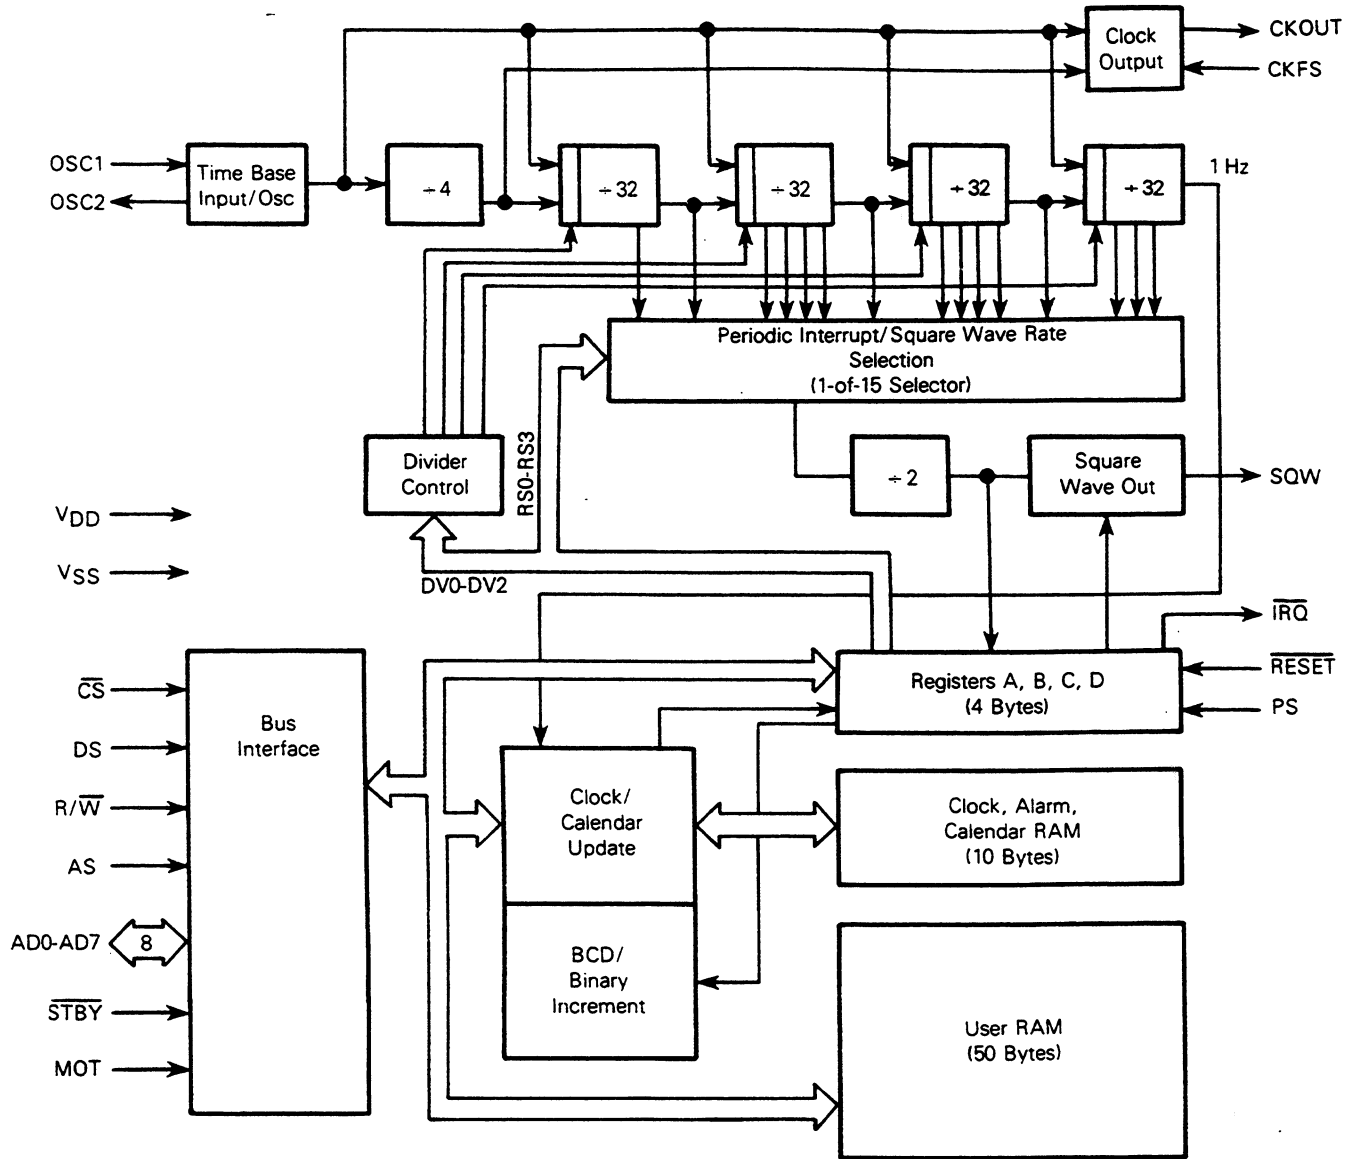 Clock
Output
CKOUT
CKFS
OSC1
OSC2
Time Base
Input/Osc
÷4
÷32
÷32
÷32
÷32
1 Hz
Periodic Interrupt/Square Wave Rate
Selection
(1-of-15 Selector)
Divider
Control
RS0-RS3
÷2
Square
Wave Out
SQW
VDD
VSS
DV0-DV2
IRQ
RESET
PS
Registers A, B, C, D
(4 Bytes)
CS
DS
R/W
AS
AD0-AD7
8
STBY
MOT
Bus
Interface
Clock/
Calendar
Update
BCD/
Binary
Increment
Clock, Alarm,
Calendar RAM
(10 Bytes)
User RAM
(50 Bytes)